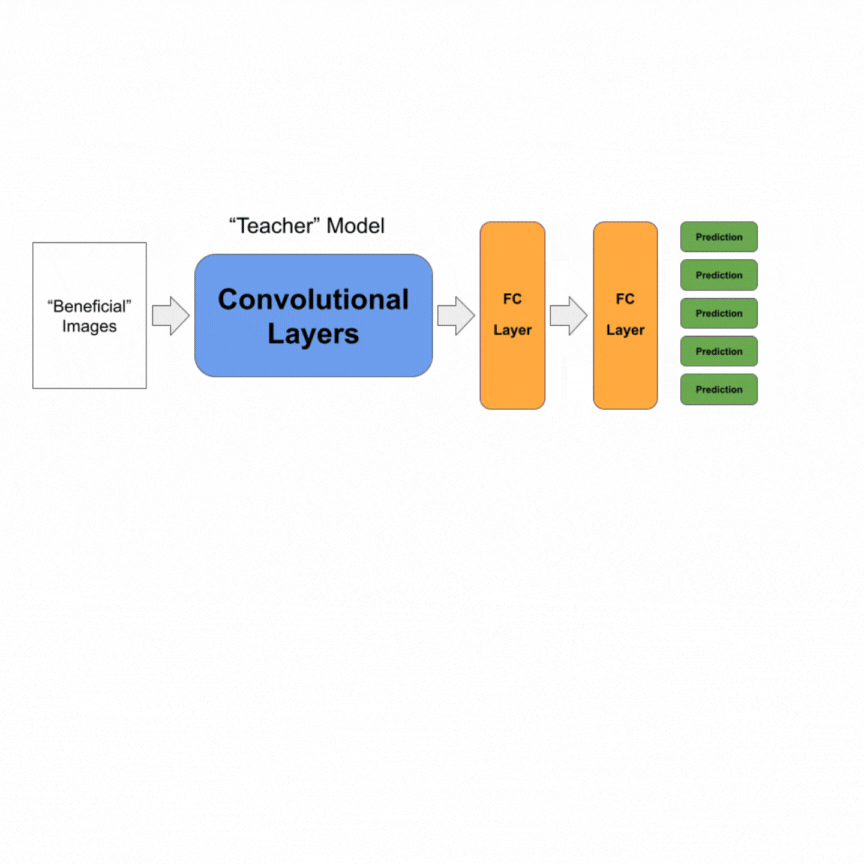 “Teacher” Model
“Beneficial”
Images
Convolutional
Layers
FC
Layer
FC
Layer
Prediction
Prediction
Prediction
Prediction
Prediction